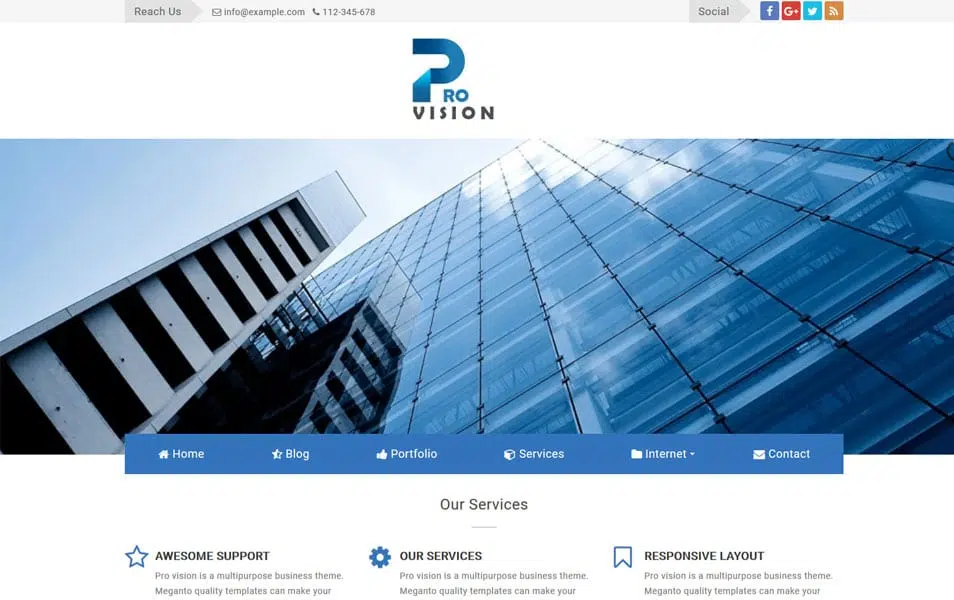 Reach Us
info@example.com
112-345-678
Social
PRO
VISION
Home
Blog
Portfolio
Services
Internet
Contact
Our Services
AWESOME SUPPORT
Pro vision is a multipurpose business theme.
Meganto quality templates can make your
OUR SERVICES
Pro vision is a multipurpose business theme.
Meganto quality templates can make your
RESPONSIVE LAYOUT
Pro vision is a multipurpose business theme.
Meganto quality templates can make your